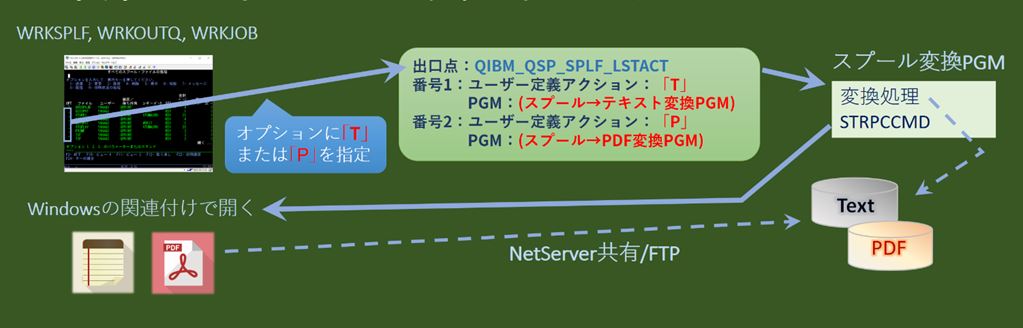 WRKSPLF, WRKOUTQ, WRKJOB
オプションに「T」
または「P」を指定
出口点：QIBM_QSP_SPLF_LSTACT
番号1：ユーザー定義アクション：「T」
PGM：(スプール→テキスト変換PGM)
番号2：ユーザー定義アクション：「P」
PGM：(スプール→PDF変換PGM)
スプール変換PGM
変換処理
STRPCCMD
Windowsの関連付けで開く
Text
PDF
PDF
NetServer共有/FTP